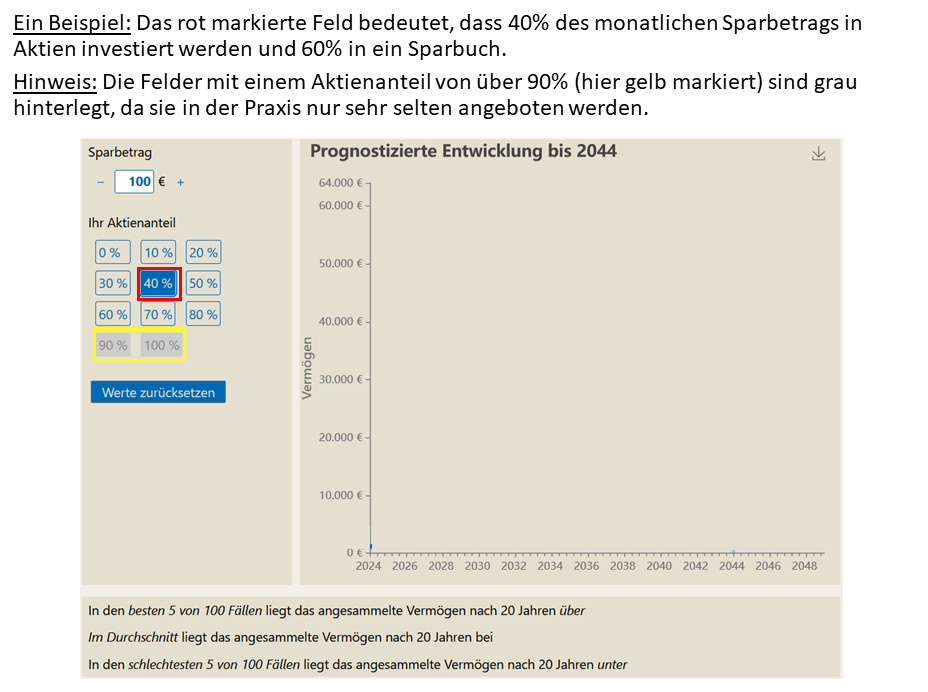 Ein Beispiel: Das rot markierte Feld bedeutet, dass 40% des monatlichen Sparbetrags in
Aktien investiert werden und 60% in ein Sparbuch.
Hinweis: Die Felder mit einem Aktienanteil von über 90% (hier gelb markiert) sind grau
hinterlegt, da sie in der Praxis nur sehr selten angeboten werden.
Sparbetrag
− 100 € +
Ihr Aktienanteil
0 % 10 % 20 %
30 % 40 % 50 %
60 % 70 % 80 %
90 % 100 %
Werte zurücksetzen
Prognostizierte Entwicklung bis 2044
Vermögen
64.000 €
60.000 €
50.000 €
40.000 €
30.000 €
20.000 €
10.000 €
0 €
2024 2026 2028 2030 2032 2034 2036 2038 2040 2042 2044 2046 2048
In den besten 5 von 100 Fällen liegt das angesammelte Vermögen nach 20 Jahren über
Im Durchschnitt liegt das angesammelte Vermögen nach 20 Jahren bei
In den schlechtesten 5 von 100 Fällen liegt das angesammelte Vermögen nach 20 Jahren unter